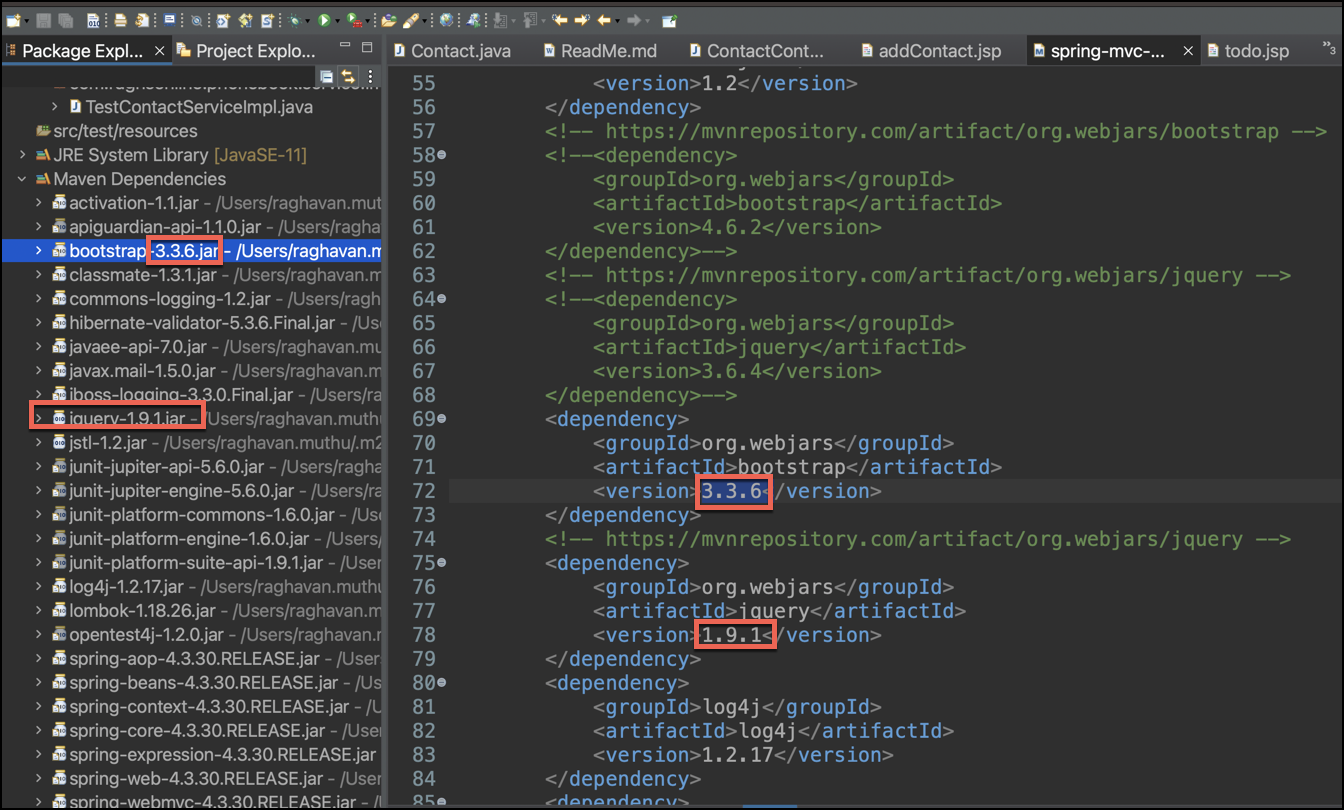 Package Expl...
Project Explo...
TestContactServiceImpl.java
src/test/resources
JRE System Library [JavaSE-11]
Maven Dependencies
activation-1.1.jar - /Users/raghavan.mut
apiguardian-api-1.1.0.jar - /Users/ragha
bootstrap-3.3.6.jar - /Users/raghavan.m
classmate-1.3.1.jar - /Users/raghavan.m
commons-logging-1.2.jar - /Users/ragh
hibernate-validator-5.3.6.Final.jar - /Use
javaee-api-7.0.jar - /Users/raghavan.mu
javax.mail-1.5.0.jar - /Users/raghavan.m
jboss-logging-3.3.0.Final.jar - /Users/ra
jquery-1.9.1.jar - /Users/raghavan.muthu
jstl-1.2.jar - /Users/raghavan.muthu/.m2
junit-jupiter-api-5.6.0.jar - /Users/ragha
junit-jupiter-engine-5.6.0.jar - /Users/ra
junit-platform-commons-1.6.0.jar - /Use
junit-platform-engine-1.6.0.jar - /Users/
junit-platform-suite-api-1.9.1.jar - /Users
log4j-1.2.17.jar - /Users/raghavan.muthu
lombok-1.18.26.jar - /Users/raghavan.m
opentest4j-1.2.0.jar - /Users/raghavan.m
spring-aop-4.3.30.RELEASE.jar - /User
spring-beans-4.3.30.RELEASE.jar - /Us
spring-context-4.3.30.RELEASE.jar - /U
spring-core-4.3.30.RELEASE.jar - /User
spring-expression-4.3.30.RELEASE.jar
spring-web-4.3.30.RELEASE.jar - /User
spring-webmvc-4.3.30.RELEASE.jar - /
Contact.java
ReadMe.md
ContactCont...
addContact.jsp
spring-mvc-...
todo.jsp
»3
55 <version>1.2</version>
56 </dependency>
57 <!-- https://mvnrepository.com/artifact/org.webjars/bootstrap -->
58 <!--<dependency>
59 <groupId>org.webjars</groupId>
60 <artifactId>bootstrap</artifactId>
61 <version>4.6.2</version>
62 </dependency>-->
63 <!-- https://mvnrepository.com/artifact/org.webjars/jquery -->
64 <!--<dependency>
65 <groupId>org.webjars</groupId>
66 <artifactId>jquery</artifactId>
67 <version>3.6.4</version>
68 </dependency>-->
69 <dependency>
70 <groupId>org.webjars</groupId>
71 <artifactId>bootstrap</artifactId>
72 <version>3.3.6</version>
73 </dependency>
74 <!-- https://mvnrepository.com/artifact/org.webjars/jquery -->
75 <dependency>
76 <groupId>org.webjars</groupId>
77 <artifactId>jquery</artifactId>
78 <version>1.9.1</version>
79 </dependency>
80 <dependency>
81 <groupId>log4j</groupId>
82 <artifactId>log4j</artifactId>
83 <version>1.2.17</version>
84 </dependency>
85 <dependency>